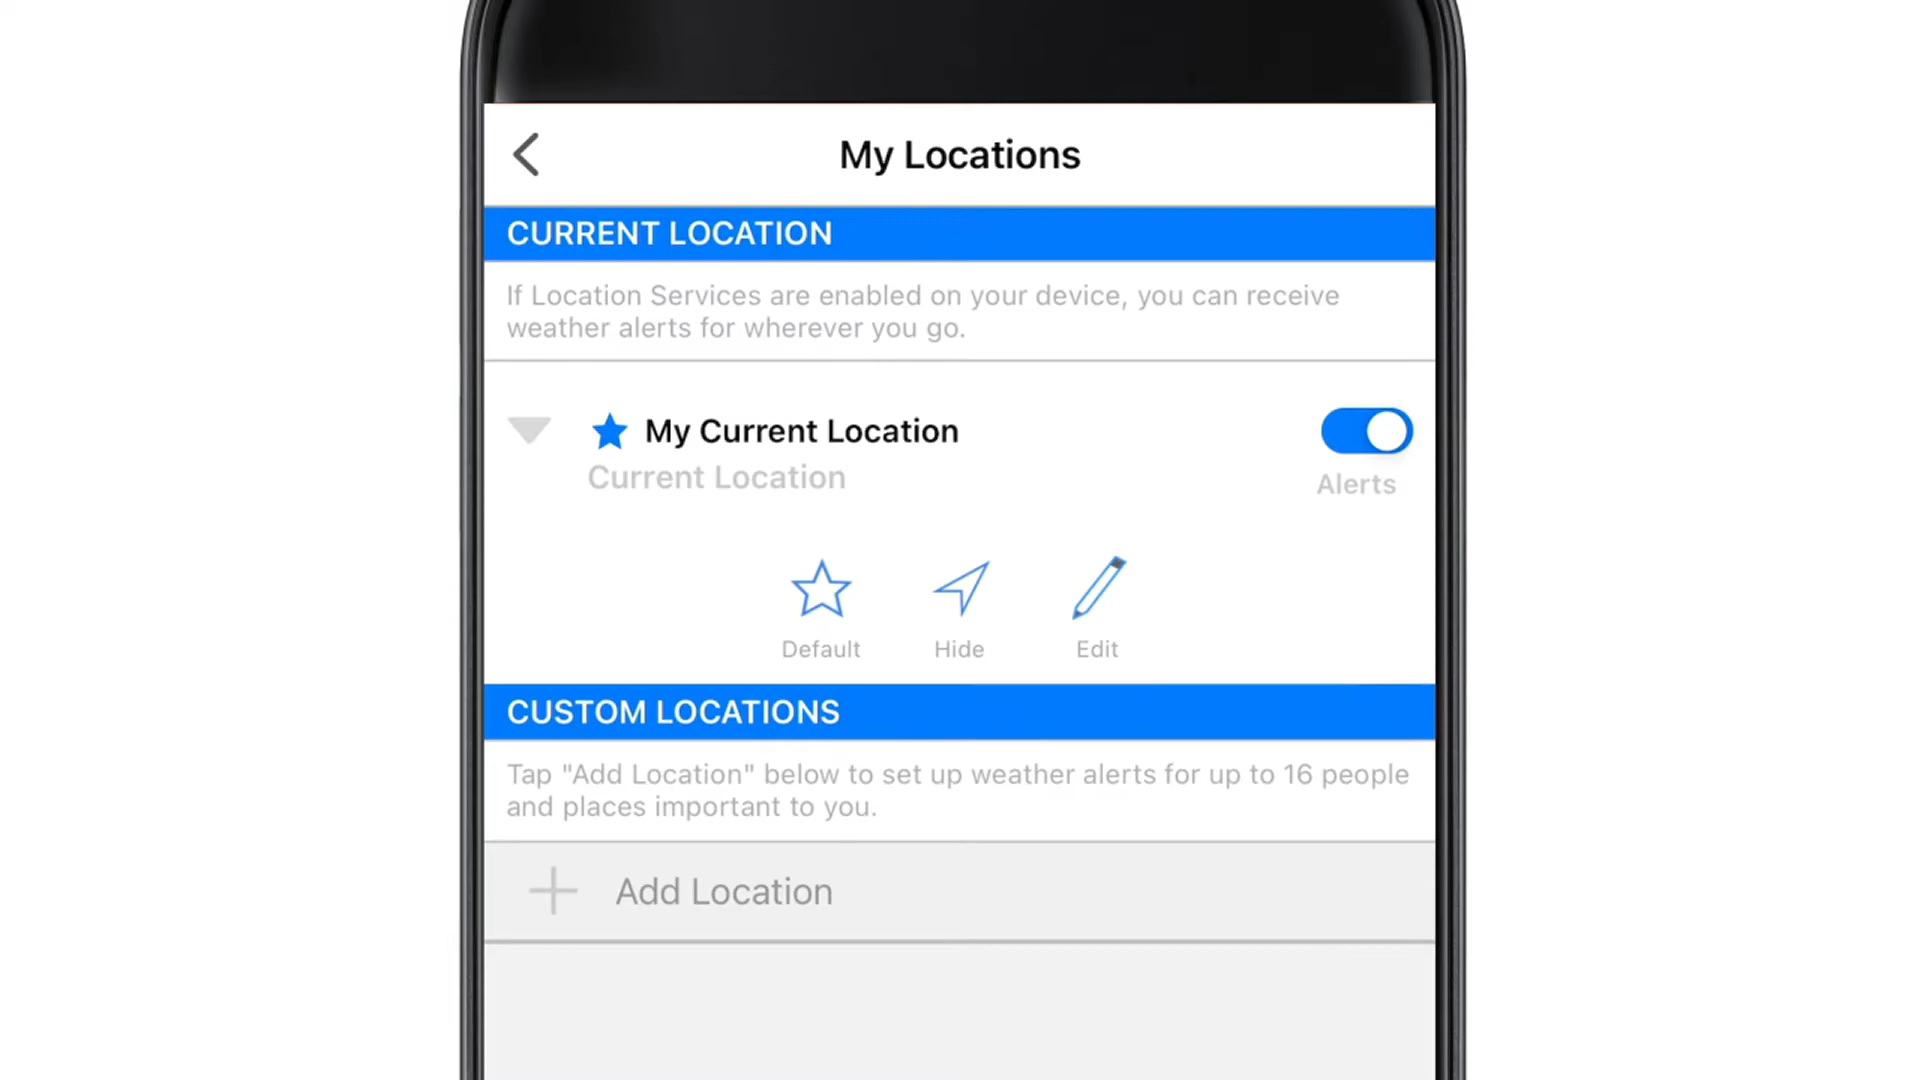 My Locations
CURRENT LOCATION
If Location Services are enabled on your device, you can receive
weather alerts for wherever you go.
My Current Location
Current Location
Alerts
Default
Hide
Edit
CUSTOM LOCATIONS
Tap "Add Location" below to set up weather alerts for up to 16 people
and places important to you.
Add Location